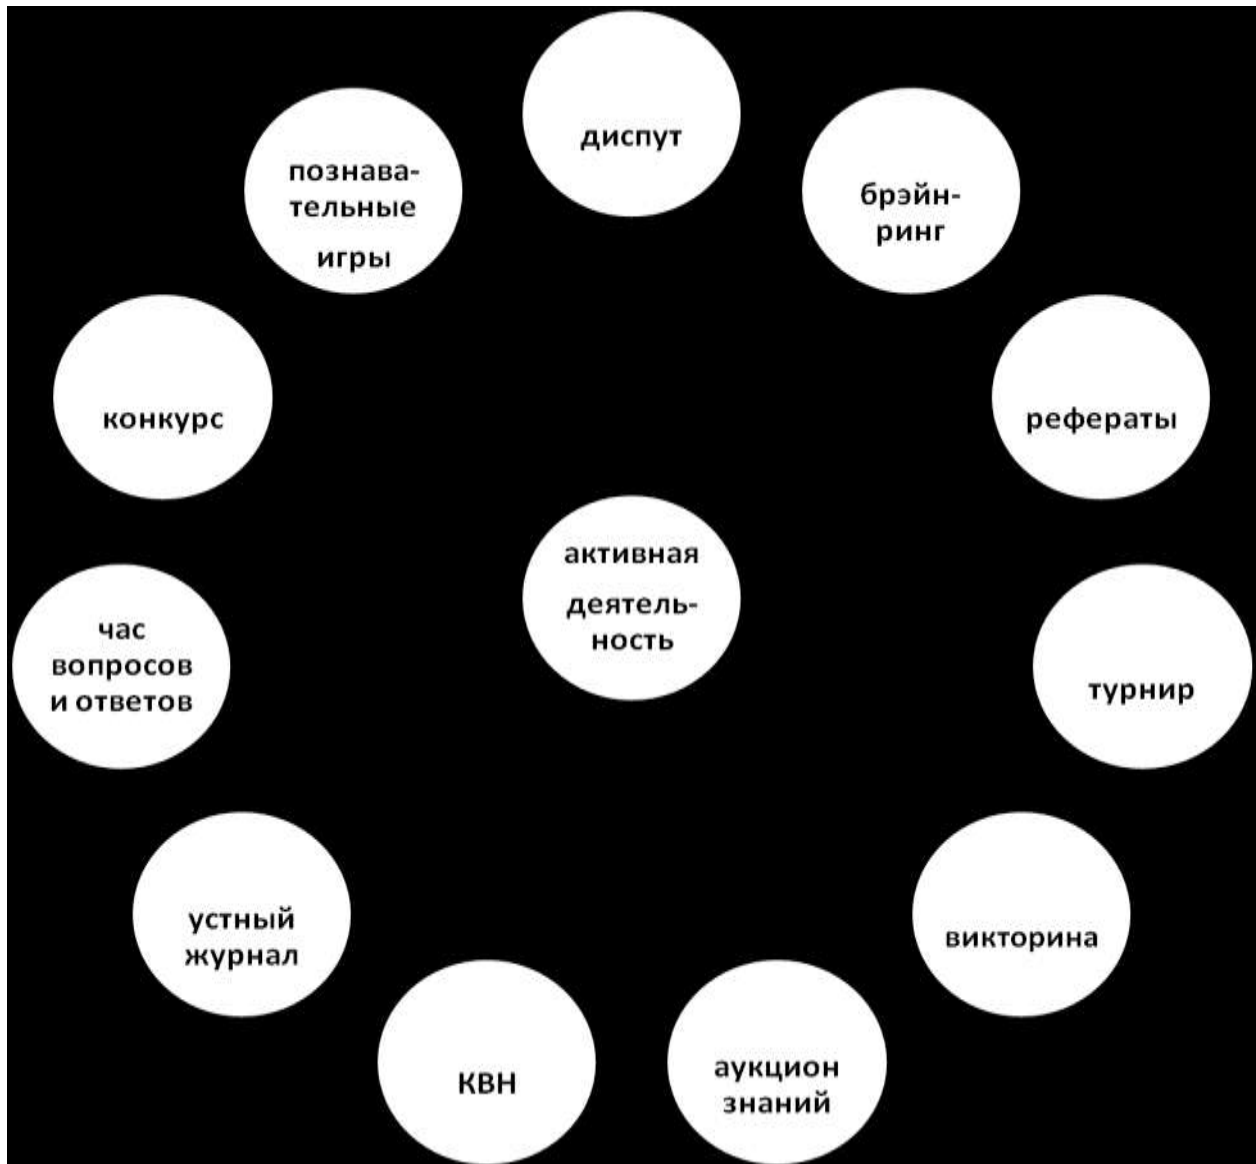 диспут
познава-
тельные
игры
брэйн-
ринг
конкурс
рефераты
активная
деятель-
ность
час
вопросов
и ответов
турнир
устный
журнал
викторина
КВН
аукцион
знаний